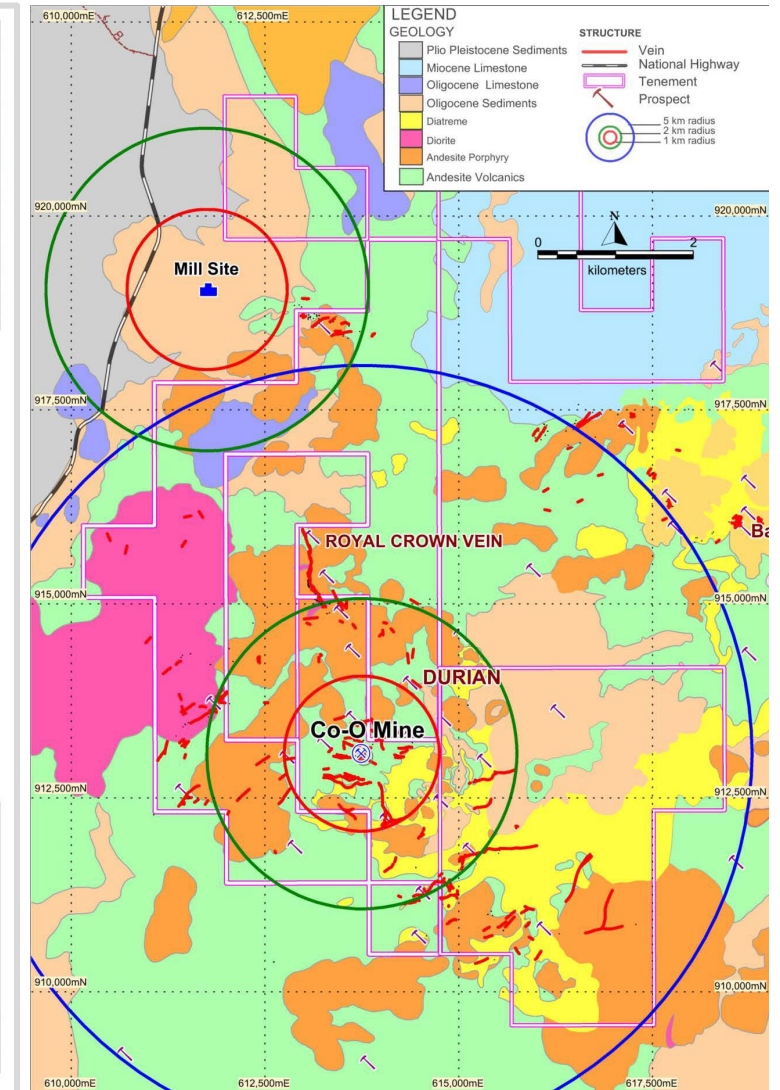 610,000mE
612,500mE
LEGEND
GEOLOGY
Plio Pleistocene Sediments
Miocene Limestone
Oligocene Limestone
Oligocene Sediments
Diatreme
Diorite
Andesite Porphyry
Andesite Volcanics
STRUCTURE
Vein
National Highway
Tenement
Prospect
5 km radius
2 km radius
1 km radius
920,000mN
920,000mN
N
0
2
kilometers
Mill Site
917,500mN
917,500mN
Ba
ROYAL CROWN VEIN
915,000mN
915,000mN
DURIAN
Co-O Mine
912,500mN
912,500mN
910,000mN
910,000mN
610,000mE
612,500mE
615,000mE
617,500mE